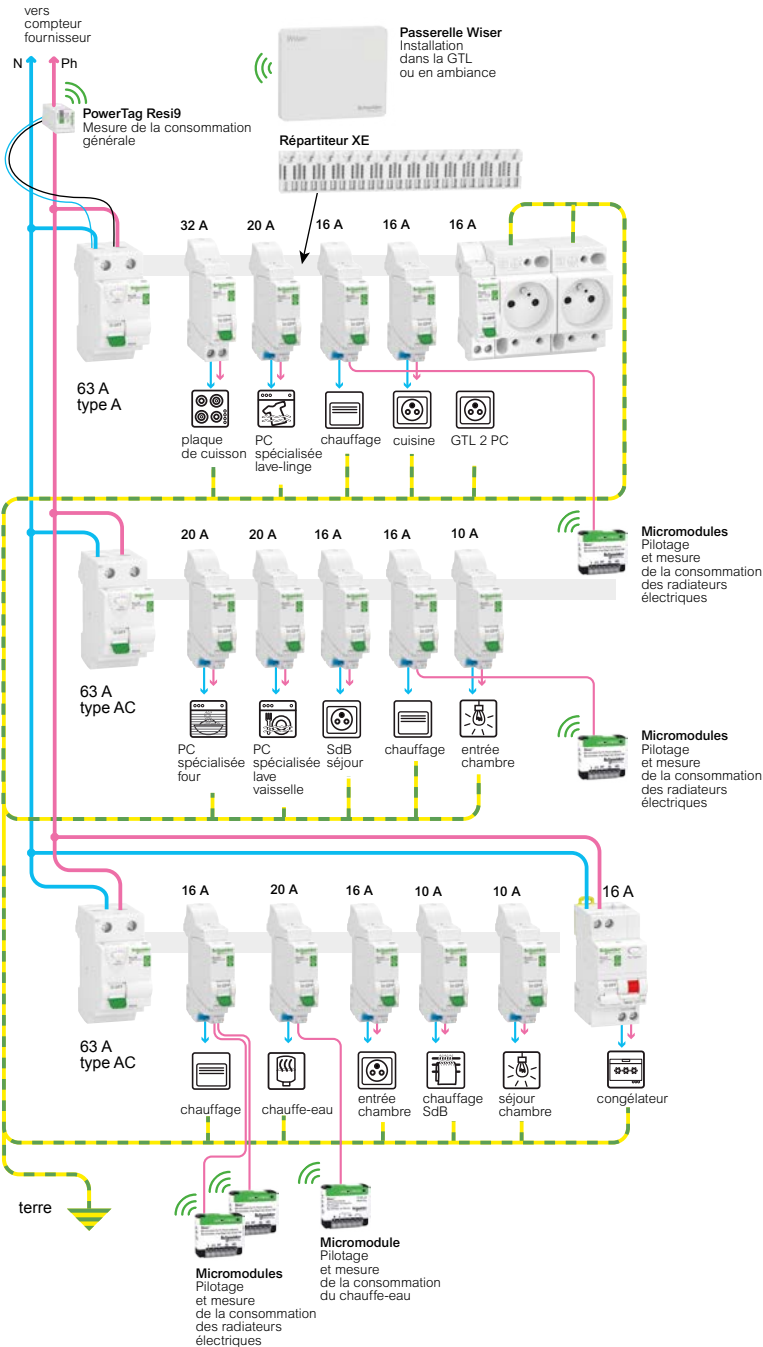 vers
compteur
fournisseur
N
Ph
Passerelle Wiser
Installation
dans la GTL
ou en ambiance
Wiser
Schneider
PowerTag Resi9
Mesure de la consommation
générale
Répartiteur XE
32 A
20 A
16 A
16 A
16 A
63 A
type A
plaque
de cuisson
PC
spécialisée
lave-linge
chauffage
cuisine
GTL 2 PC
Micromodules
Pilotage
et mesure
de la consommation
des radiateurs
électriques
20 A
20 A
16 A
16 A
10 A
63 A
type AC
PC
spécialisée
four
PC
spécialisée
lave
vaisselle
SdB
séjour
chauffage
entrée
chambre
Micromodules
Pilotage
et mesure
de la consommation
des radiateurs
électriques
16 A
20 A
16 A
10 A
10 A
16 A
63 A
type AC
chauffage
chauffe-eau
entrée
chambre
chauffage
SdB
séjour
chambre
congélateur
terre
Micromodules
Pilotage
et mesure
de la consommation
des radiateurs
électriques
Micromodule
Pilotage
et mesure
de la consommation
du chauffe-eau